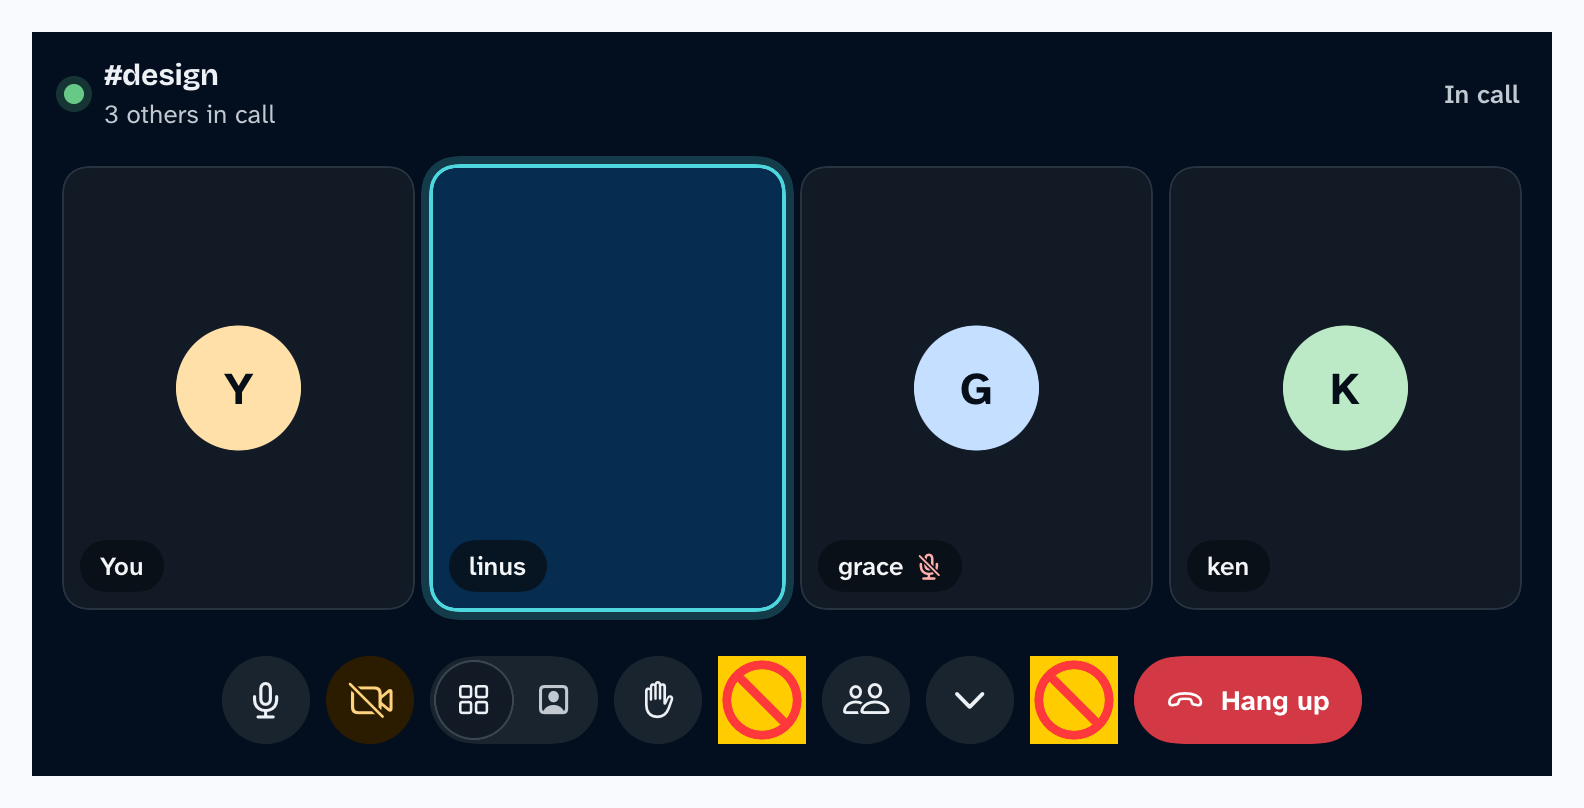 #design
3 others in call
In call
Y
G
K
You
linus
grace
ken
Hang up